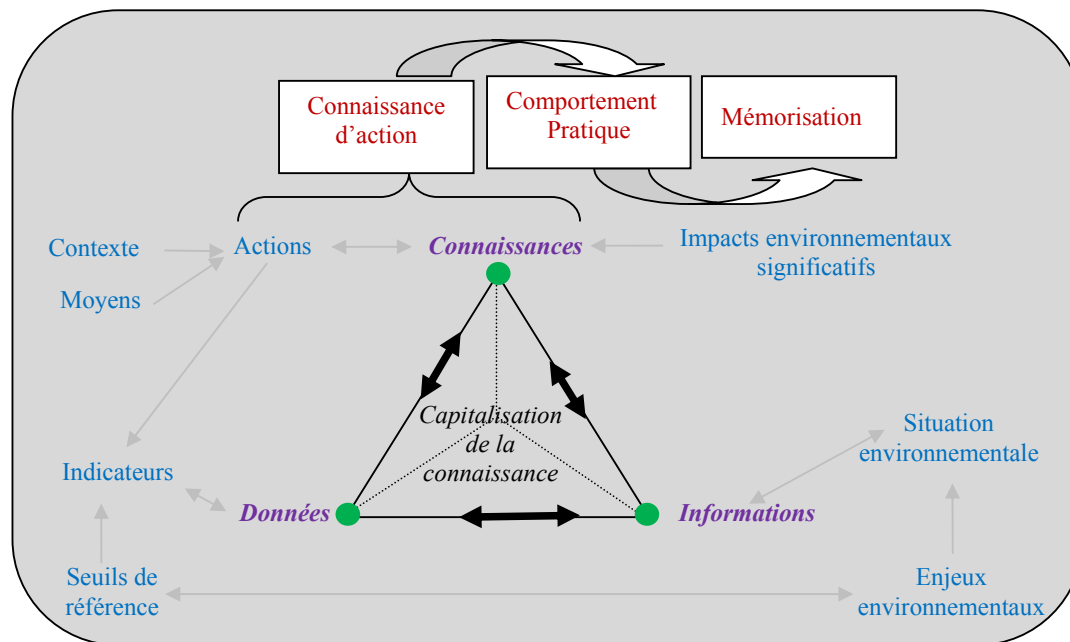 Connaissance
d’action
Comportement
Pratique
Mémorisation
Contexte
Actions
Connaissances
Impacts environnementaux
significatifs
Moyens
Capitalisation
de la
connaissance
Situation
environnementale
Indicateurs
Données
Informations
Seuils de
référence
Enjeux
environnementaux